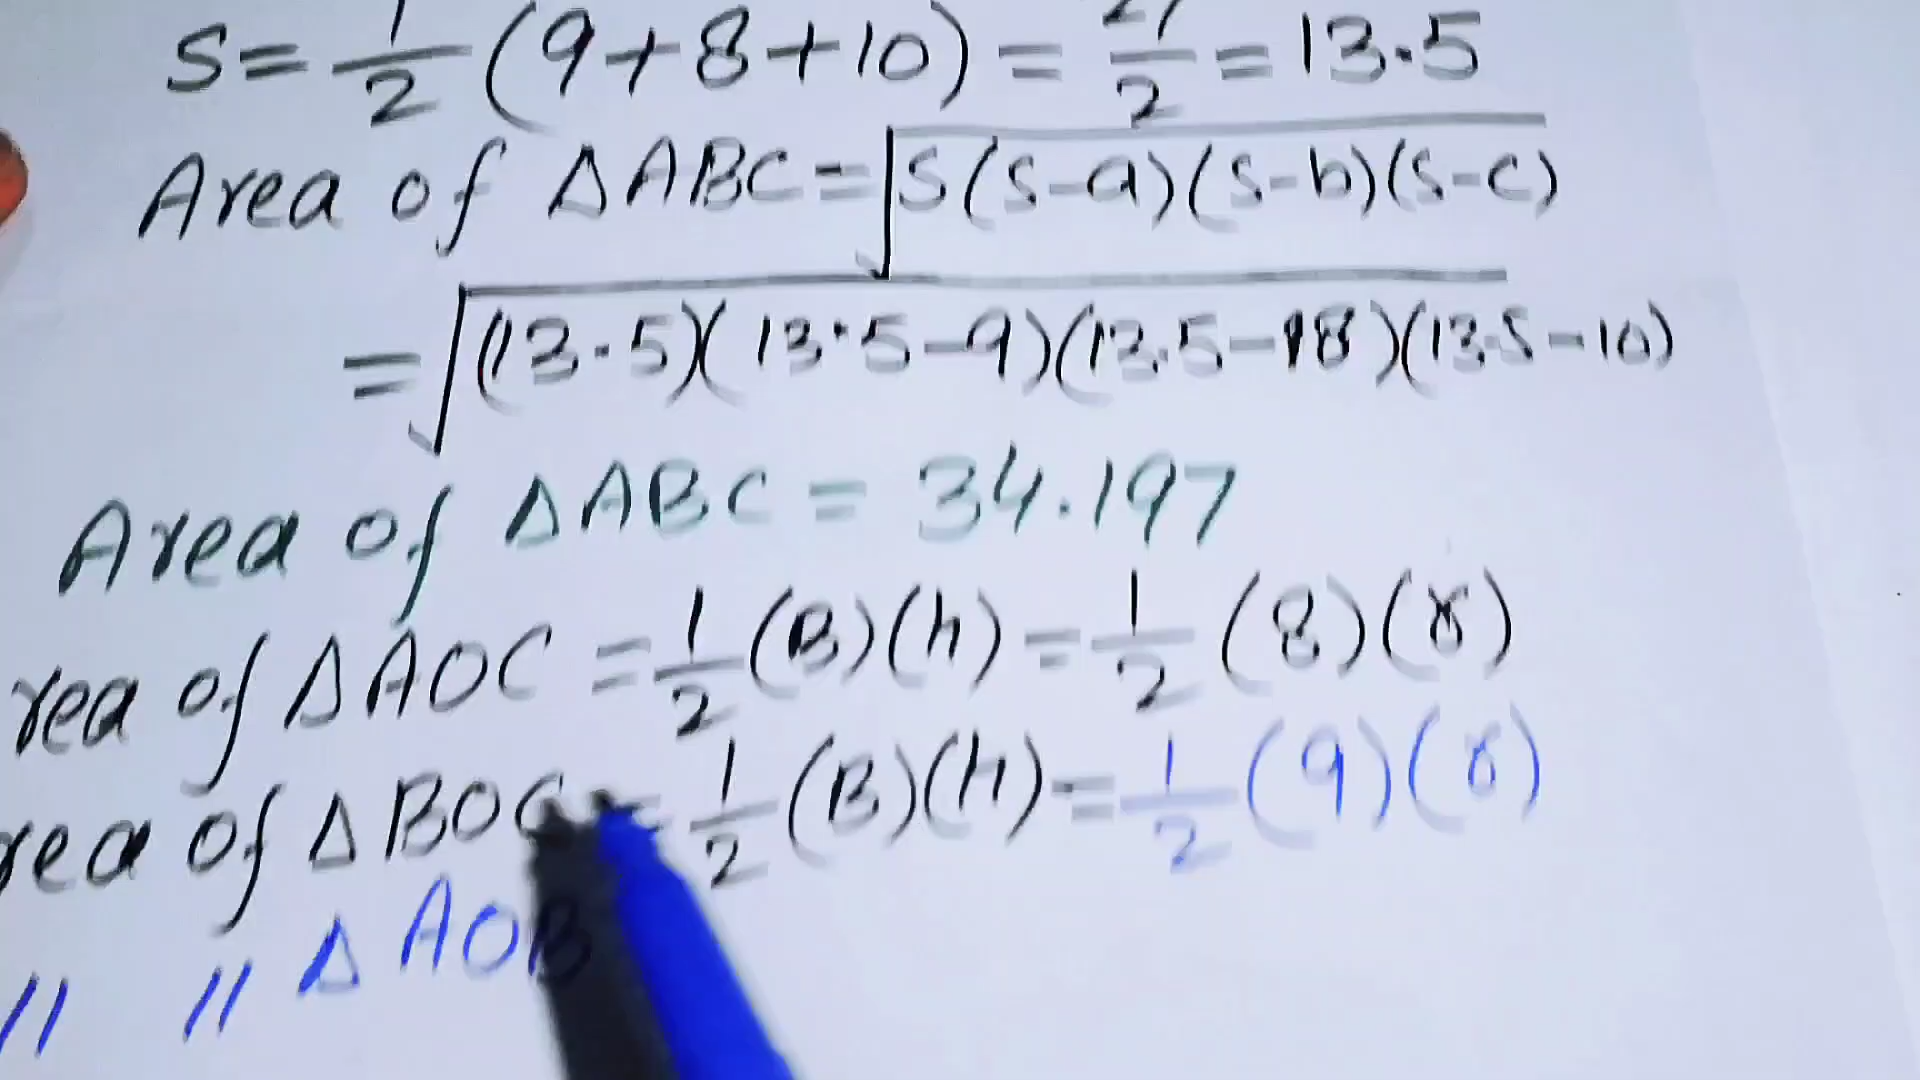 S = 1/2 (9+8+10) = 27/2 = 13.5
Area of ΔABC = √S(S-a)(S-b)(S-c)
= √(13.5)(13.5-9)(13.5-8)(13.5-10)
Area of ΔABC = 34.197
rea of ΔAOC = 1/2 (B)(h) = 1/2 (8)(r)
rea of ΔBOC = 1/2 (B)(h) = 1/2 (9)(r)
" " ΔAOB